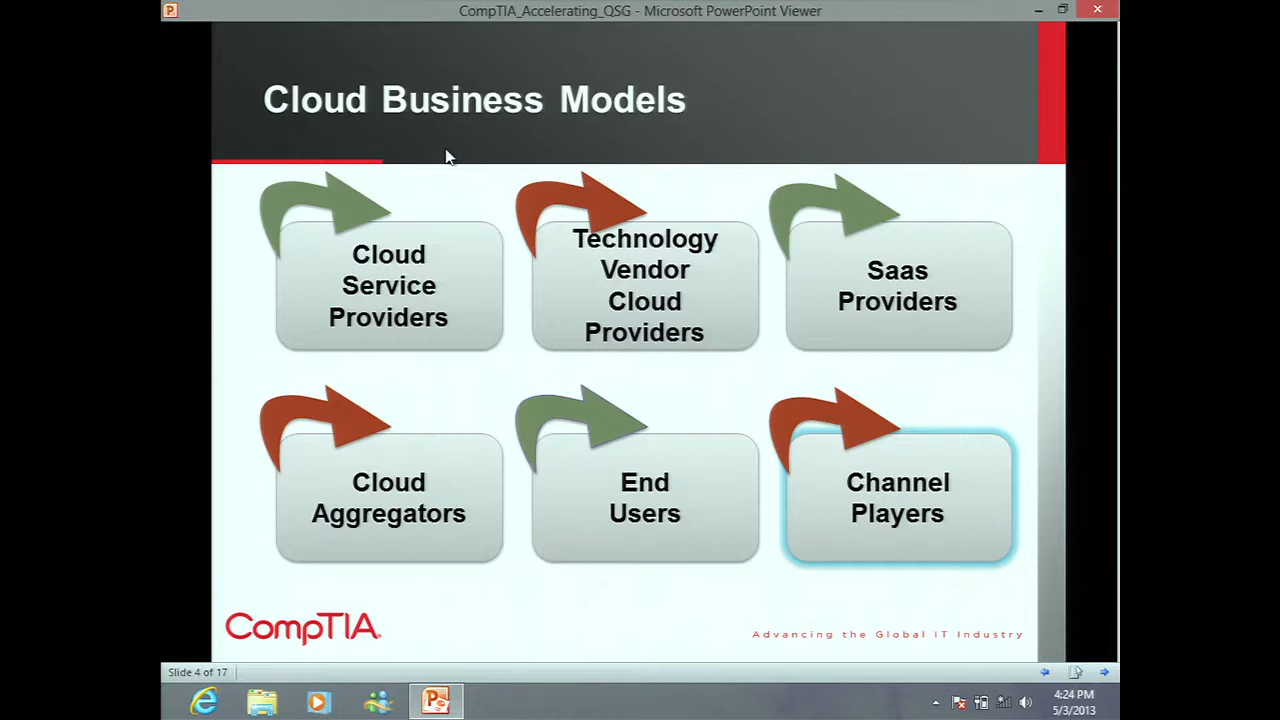 CompTIA_Accelerating_QSG - Microsoft PowerPoint Viewer
Cloud Business Models
Cloud
Service
Providers
Technology
Vendor
Cloud
Providers
Saas
Providers
Cloud
Aggregators
End
Users
Channel
Players
CompTIA.
Advancing the Global IT Industry
Slide 4 of 17
4:24 PM
5/3/2013